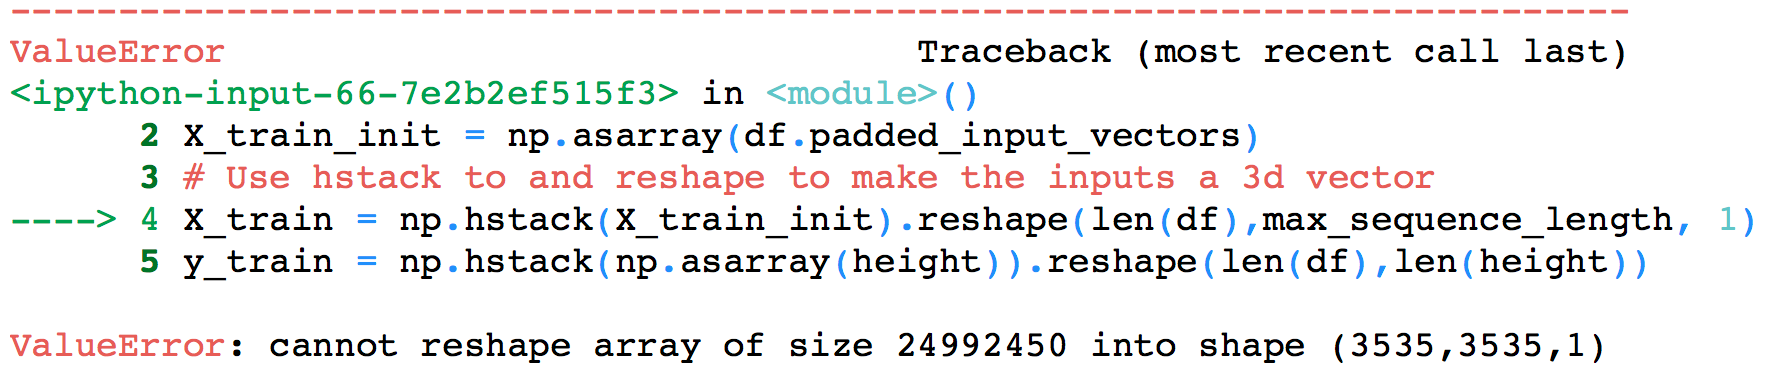 ---------------------------------------------------------------------------
ValueError                                Traceback (most recent call last)
<ipython-input-66-7e2b2ef515f3> in <module>()
      2 X_train_init = np.asarray(df.padded_input_vectors)
      3 # Use hstack to and reshape to make the inputs a 3d vector
----> 4 X_train = np.hstack(X_train_init).reshape(len(df),max_sequence_length, 1)
      5 y_train = np.hstack(np.asarray(height)).reshape(len(df),len(height))
ValueError: cannot reshape array of size 24992450 into shape (3535,3535,1)